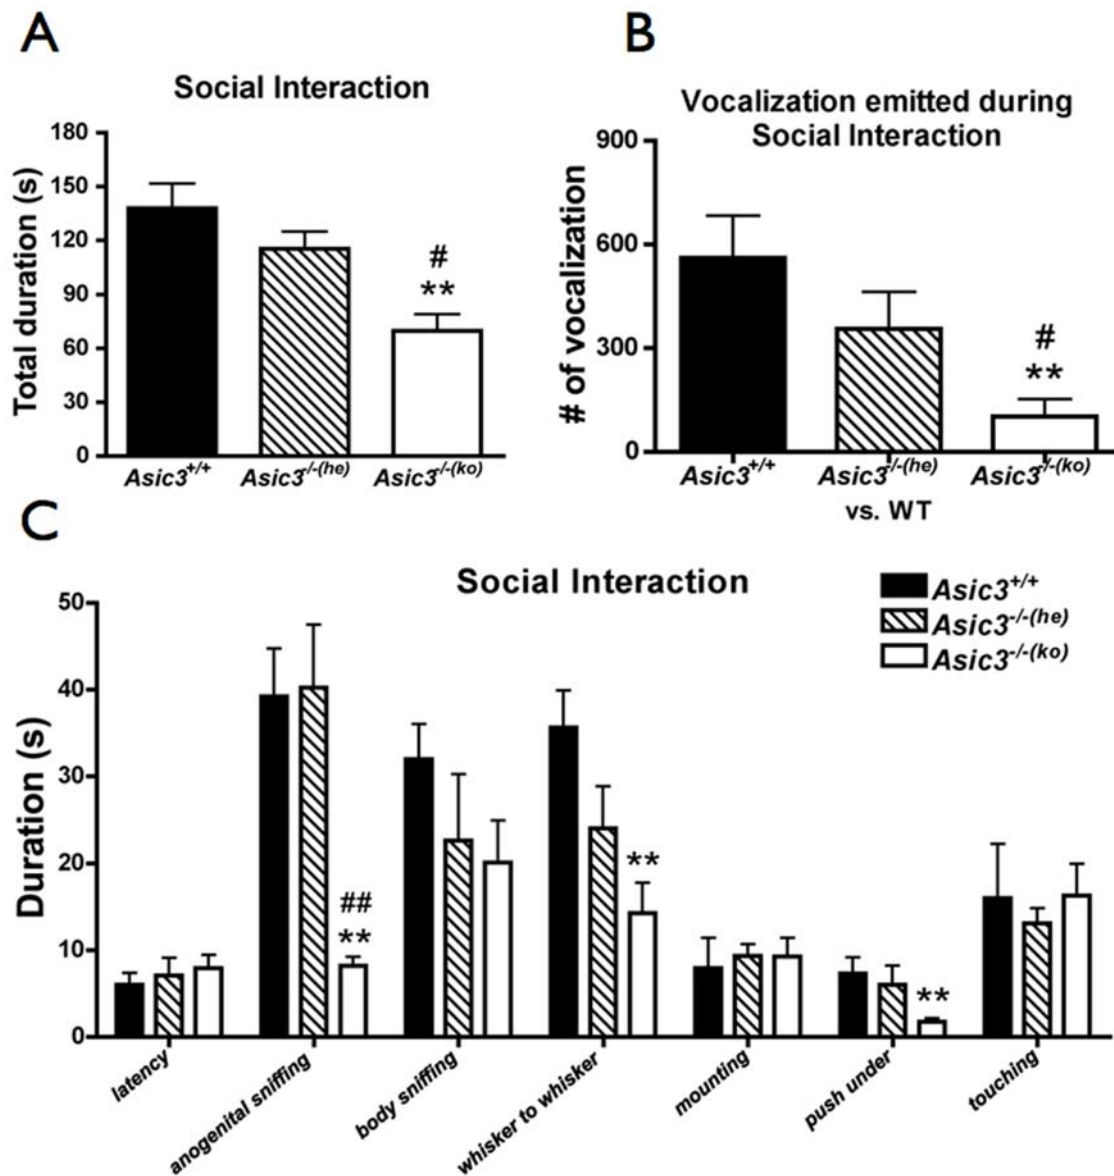 A
Social Interaction
Total duration (s)
180
150
120
90
60
30
0
#
**
Asic3+/+
Asic3-/-(he)
Asic3-/-(ko)
B
Vocalization emitted during
Social Interaction
# of vocalization
900
600
300
0
#
**
Asic3+/+
Asic3-/-(he)
Asic3-/-(ko)
vs. WT
C
Social Interaction
Asic3+/+
Asic3-/-(he)
Asic3-/-(ko)
Duration (s)
50
40
30
20
10
0
##
**
**
**
latency
anogenital sniffing
body sniffing
whisker to whisker
mounting
push under
touching